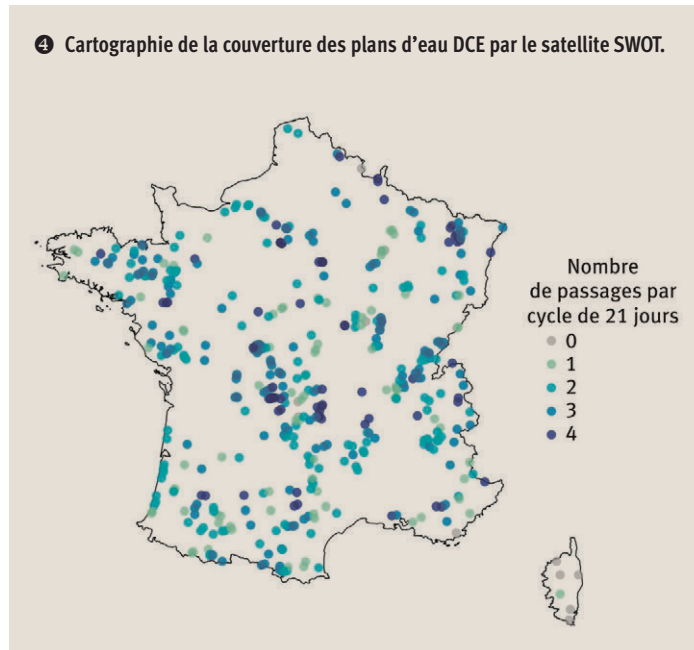 ❹ Cartographie de la couverture des plans d’eau DCE par le satellite SWOT.
Nombre
de passages par
cycle de 21 jours
0
1
2
3
4